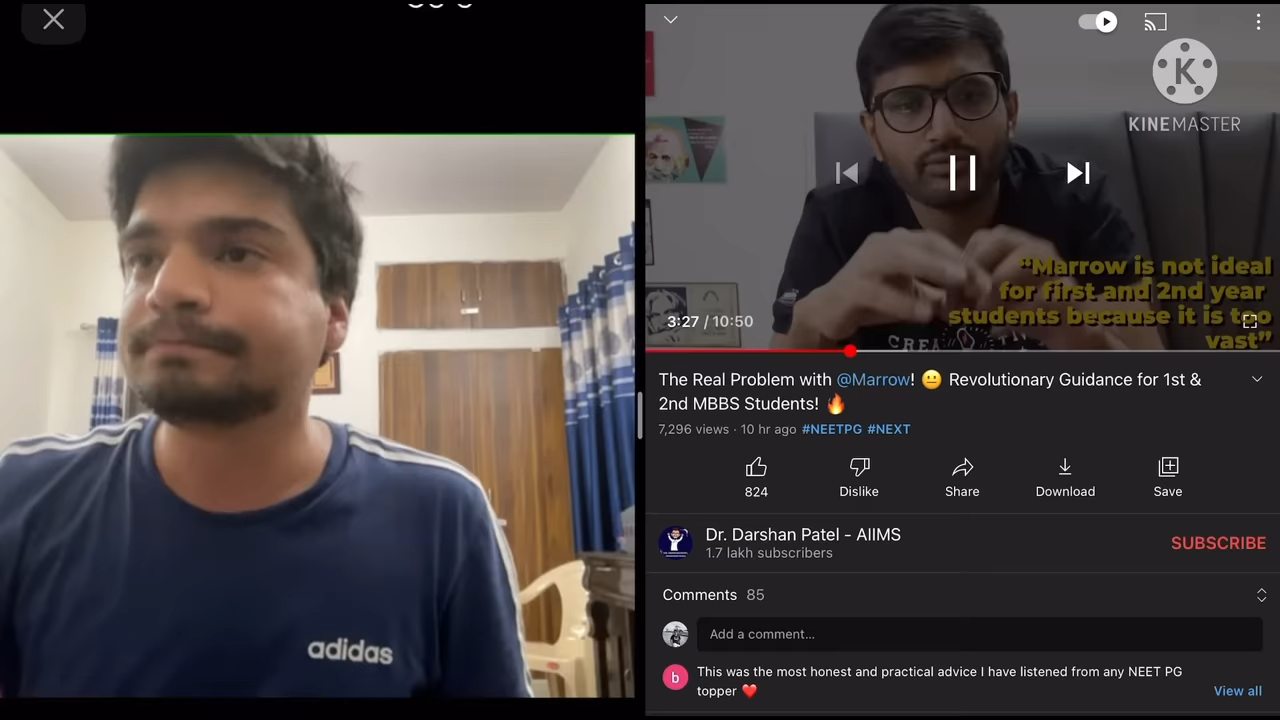 adidas
KINEMASTER
"Marrow is not ideal
for first and 2nd year
students because it is too
vast"
3:27 / 10:50
The Real Problem with @Marrow! 😐 Revolutionary Guidance for 1st &
2nd MBBS Students! 🔥
7,296 views · 10 hr ago #NEETPG #NEXT
824
Dislike
Share
Download
Save
Dr. Darshan Patel - AIIMS
1.7 lakh subscribers
SUBSCRIBE
Comments 85
Add a comment...
b
This was the most honest and practical advice I have listened from any NEET PG
topper ❤️
View all